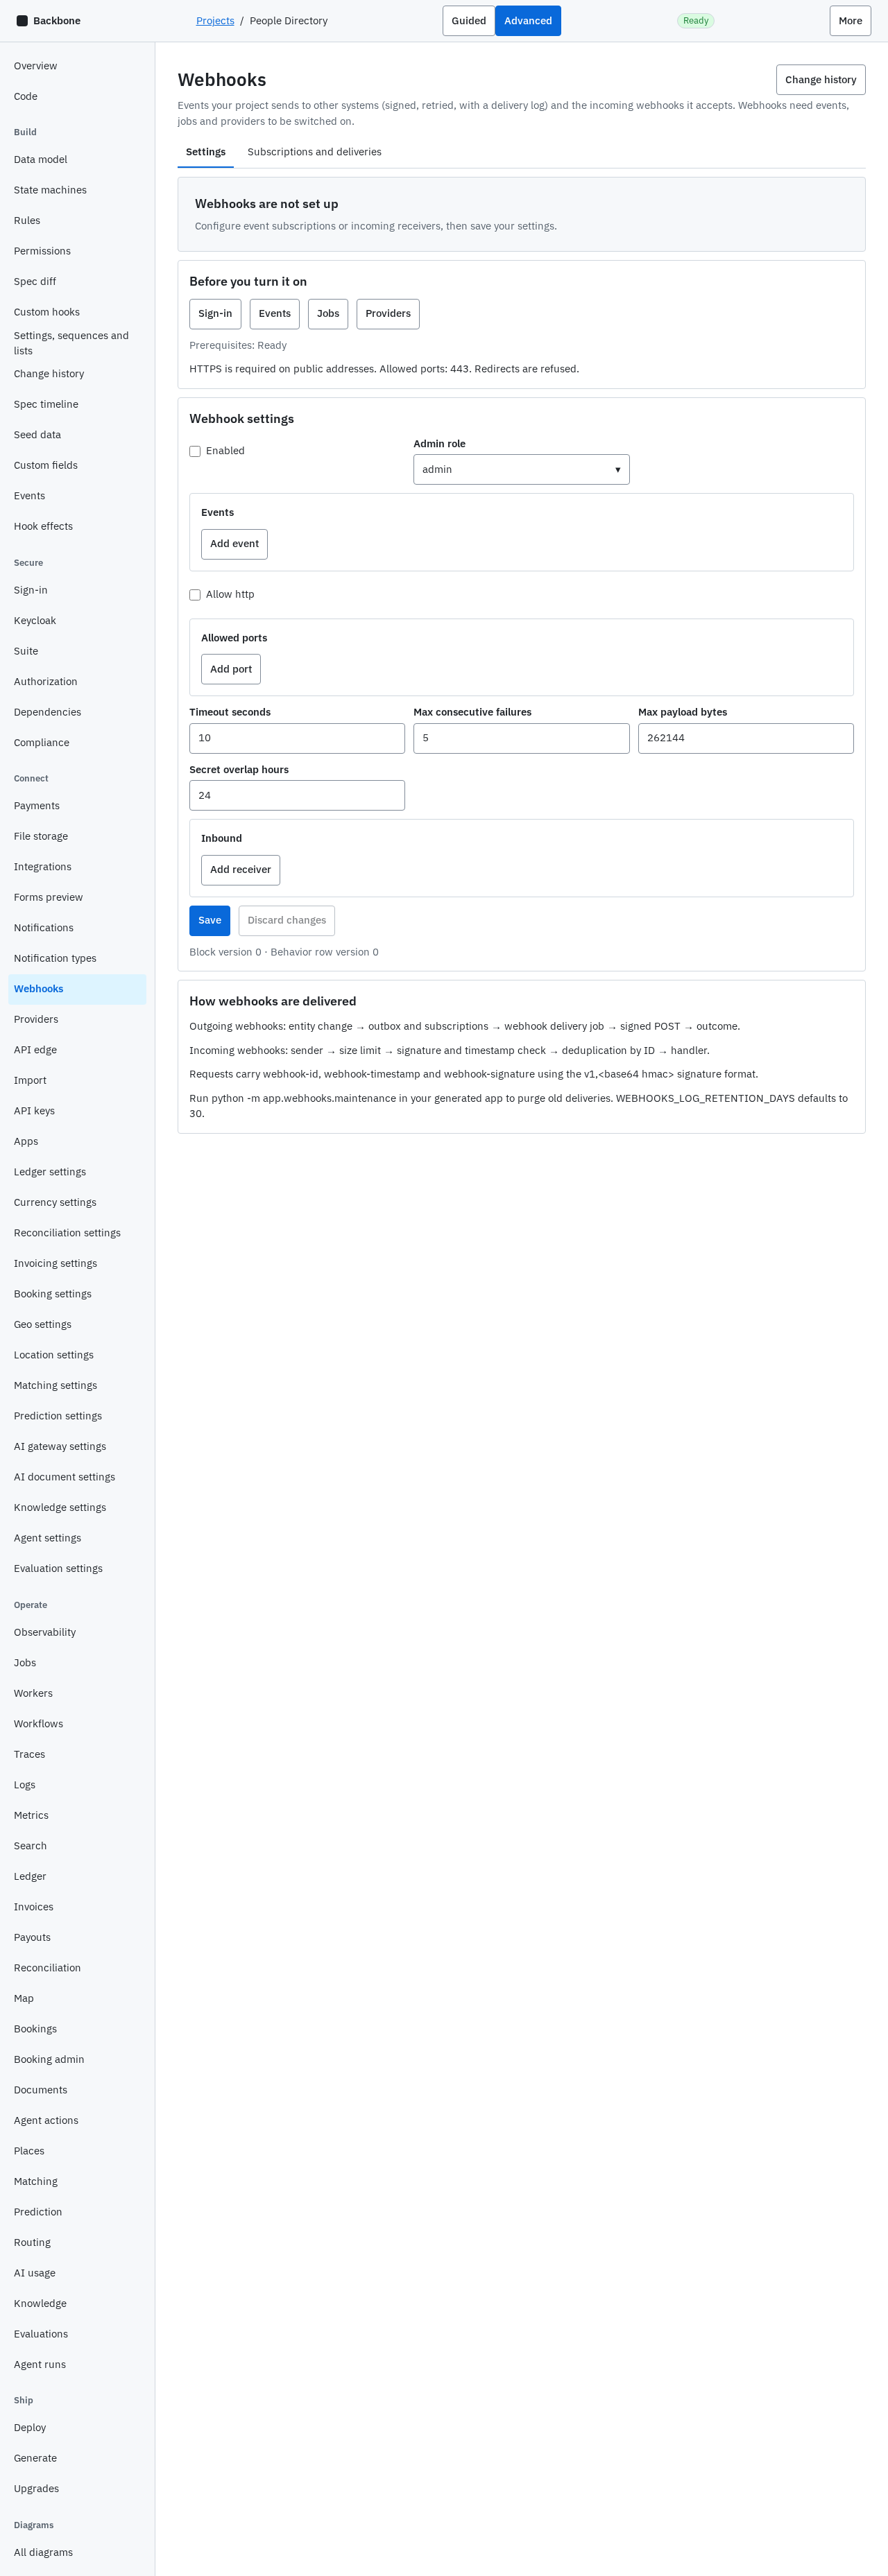 Backbone
Projects / People Directory
Guided
Advanced
Ready
More
Overview
Code
Build
Data model
State machines
Rules
Permissions
Spec diff
Custom hooks
Settings, sequences and
lists
Change history
Spec timeline
Seed data
Custom fields
Events
Hook effects
Secure
Sign-in
Keycloak
Suite
Authorization
Dependencies
Compliance
Connect
Payments
File storage
Integrations
Forms preview
Notifications
Notification types
Webhooks
Providers
API edge
Import
API keys
Apps
Ledger settings
Currency settings
Reconciliation settings
Invoicing settings
Booking settings
Geo settings
Location settings
Matching settings
Prediction settings
AI gateway settings
AI document settings
Knowledge settings
Agent settings
Evaluation settings
Operate
Observability
Jobs
Workers
Workflows
Traces
Logs
Metrics
Search
Ledger
Invoices
Payouts
Reconciliation
Map
Bookings
Booking admin
Documents
Agent actions
Places
Matching
Prediction
Routing
AI usage
Knowledge
Evaluations
Agent runs
Ship
Deploy
Generate
Upgrades
Diagrams
All diagrams
Webhooks
Change history
Events your project sends to other systems (signed, retried, with a delivery log) and the incoming webhooks it accepts. Webhooks need events,
jobs and providers to be switched on.
Settings
Subscriptions and deliveries
Webhooks are not set up
Configure event subscriptions or incoming receivers, then save your settings.
Before you turn it on
Sign-in
Events
Jobs
Providers
Prerequisites: Ready
HTTPS is required on public addresses. Allowed ports: 443. Redirects are refused.
Webhook settings
Enabled
Admin role
admin
Events
Add event
Allow http
Allowed ports
Add port
Timeout seconds
10
Max consecutive failures
5
Max payload bytes
262144
Secret overlap hours
24
Inbound
Add receiver
Save
Discard changes
Block version 0 · Behavior row version 0
How webhooks are delivered
Outgoing webhooks: entity change → outbox and subscriptions → webhook delivery job → signed POST → outcome.
Incoming webhooks: sender → size limit → signature and timestamp check → deduplication by ID → handler.
Requests carry webhook-id, webhook-timestamp and webhook-signature using the v1,<base64 hmac> signature format.
Run python -m app.webhooks.maintenance in your generated app to purge old deliveries. WEBHOOKS_LOG_RETENTION_DAYS defaults to
30.